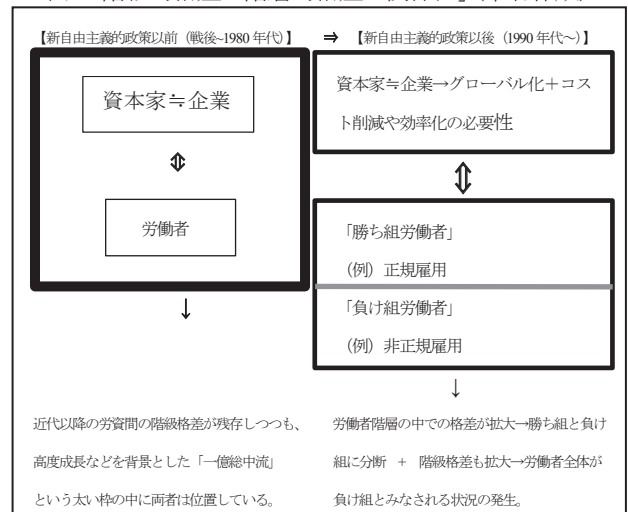 【新自由主義的政策以前（戦後~1980年代）】 ⇒ 【新自由主義的政策以後（1990年代~）】
資本家≒企業
⇕
労働者
↓
近代以降の労資間の階級格差が残存しつつも、
高度成長などを背景とした「一億総中流」
という太い枠の中に両者は位置している。
資本家≒企業→グローバル化＋コス
ト削減や効率化の必要性
⇕
「勝ち組労働者」
（例）正規雇用
「負け組労働者」
（例）非正規雇用
↓
労働者階層の中での格差が拡大→勝ち組と負け
組に分断 + 階級格差も拡大→労働者全体が
負け組とみなされる状況の発生。